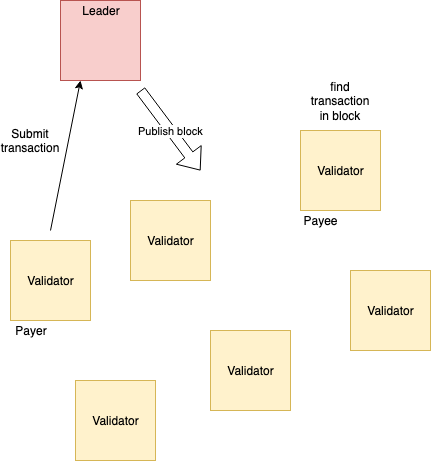 Leader
find
transaction
in block
Submit
transaction
Publish block
Validator
Payee
Validator
Validator
Payer
Validator
Validator
Validator